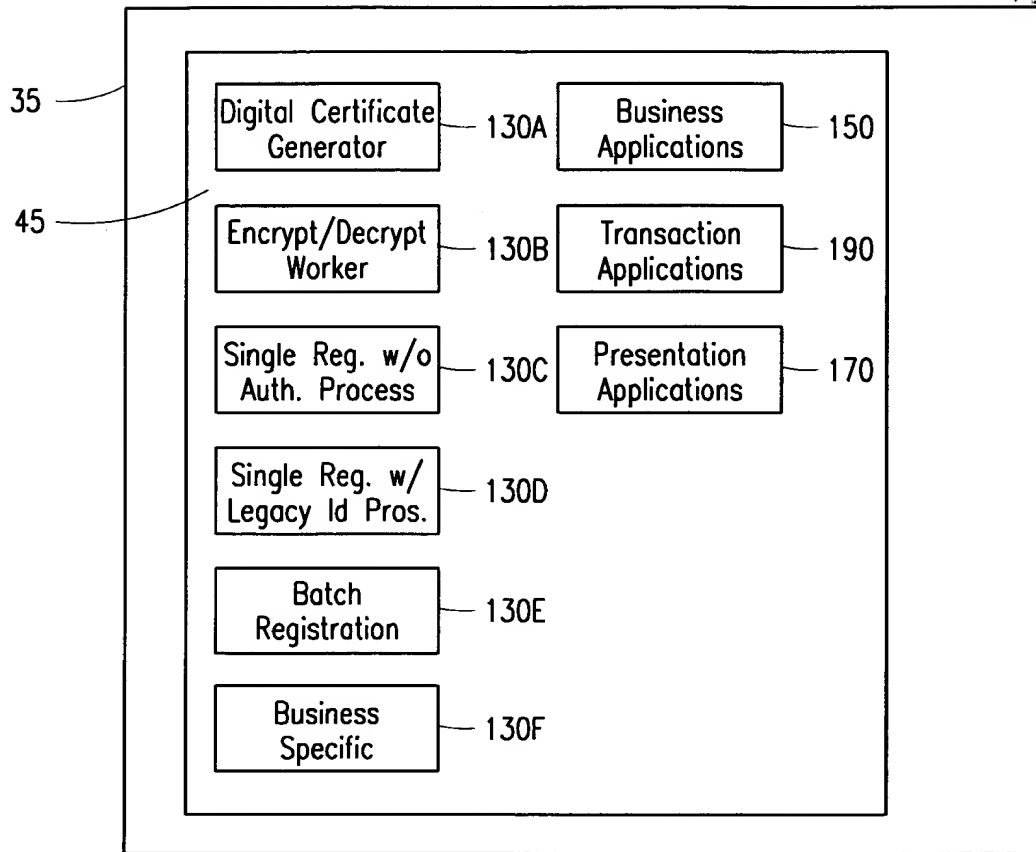 35
45
Digital Certificate
Generator
130A
Encrypt/Decrypt
Worker
130B
Single Reg. w/o
Auth. Process
130C
Single Reg. w/
Legacy Id Pros.
130D
Batch
Registration
130E
Business
Specific
130F
Business
Applications
150
Transaction
Applications
190
Presentation
Applications
170